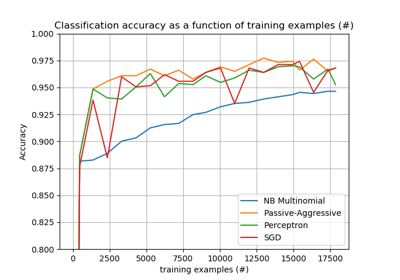 Classification accuracy as a function of training examples (#)
1.000
0.975
0.950
0.925
0.900
0.875
0.850
0.825
0.800
Accuracy
NB Multinomial
Passive-Aggressive
Perceptron
SGD
0 2500 5000 7500 10000 12500 15000 17500
training examples (#)